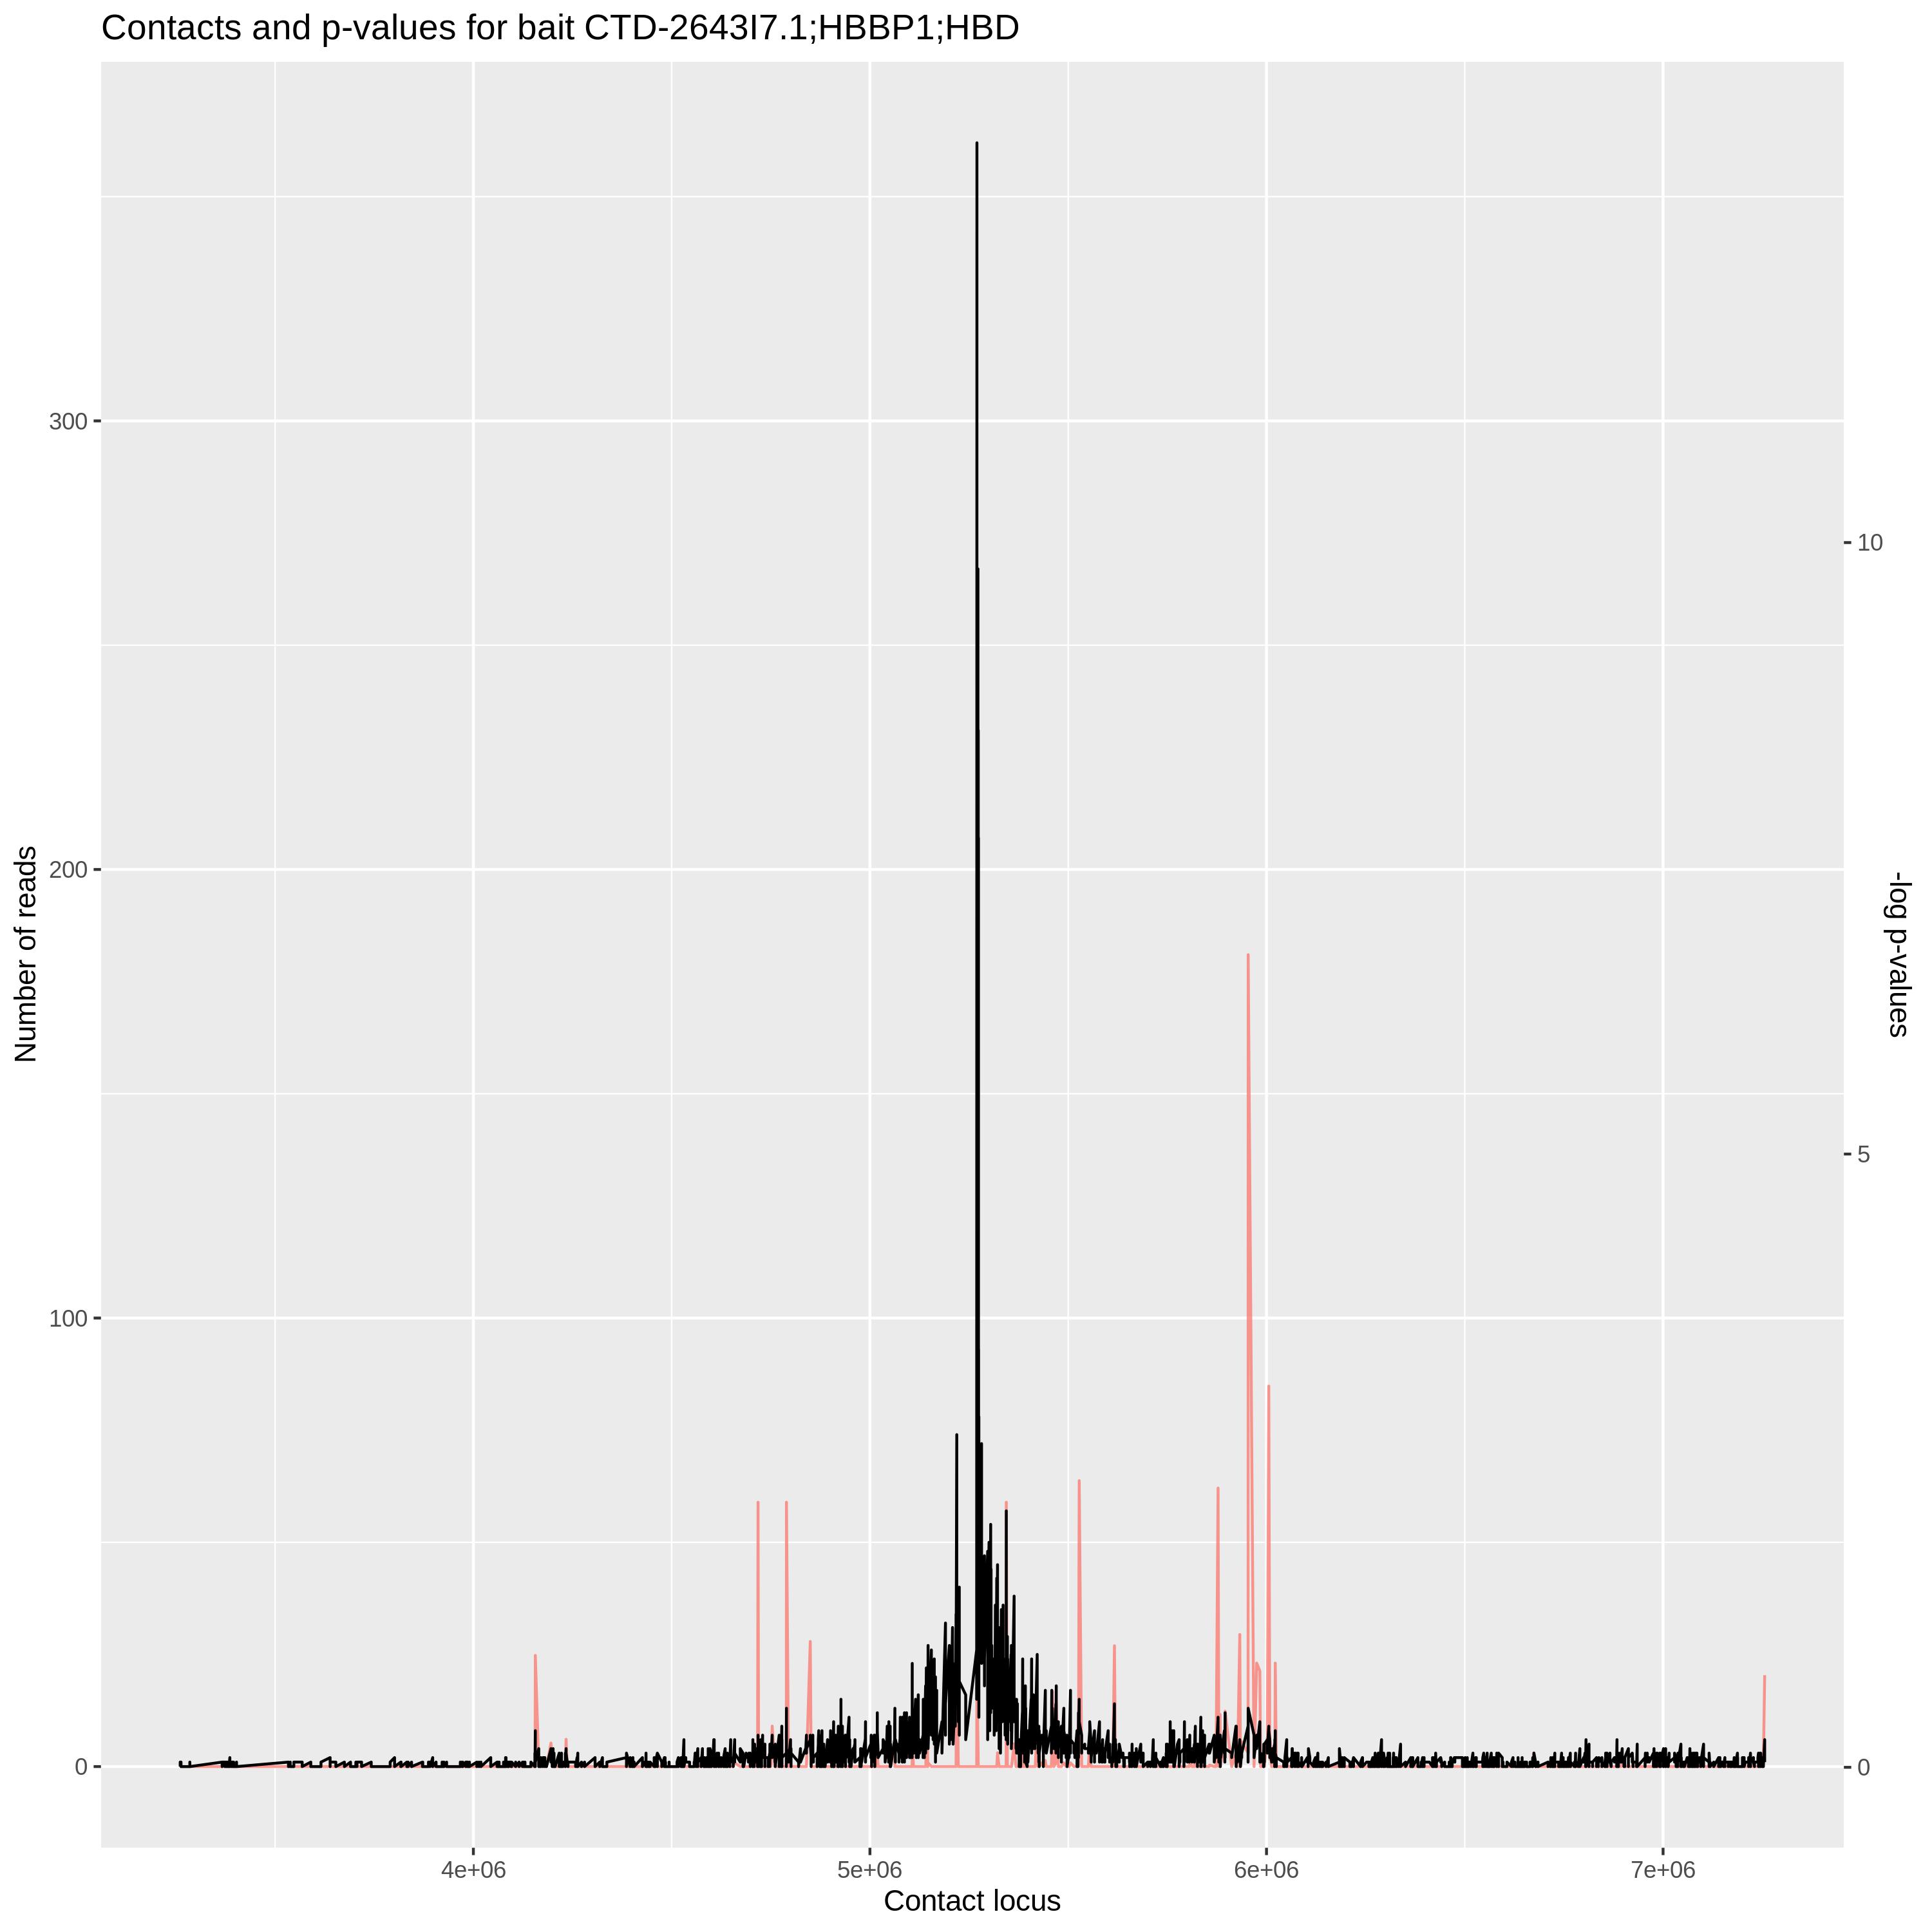 Contacts and p-values for bait CTD-2643I7.1;HBBP1;HBD
Number of reads
300
200
100
0
10
5
0
-log p-values
4e+06
5e+06
6e+06
7e+06
Contact locus